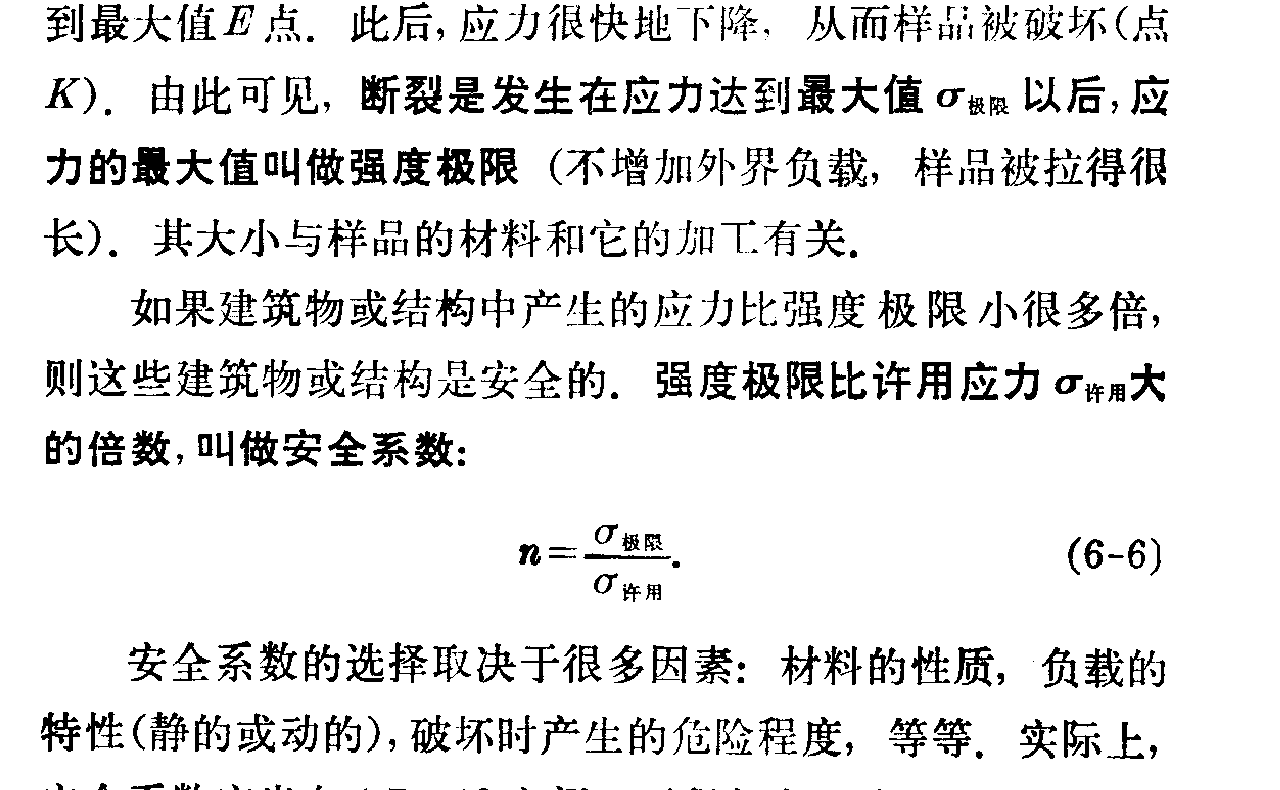 到最大值E点．此后，应力很快地下降，从而样品被破坏(点
K)．由此可见，断裂是发生在应力达到最大值σ极限以后，应
力的最大值叫做强度极限（不增加外界负载，样品被拉得很
长)．其大小与样品的材料和它的加工有关．
如果建筑物或结构中产生的应力比强度极限小很多倍，
则这些建筑物或结构是安全的．强度极限比许用应力σ许用大
的倍数，叫做安全系数：
n=σ极限/σ许用. (6-6)
安全系数的选择取决于很多因素：材料的性质，负载的
特性(静的或动的)，破坏时产生的危险程度，等等．实际上，